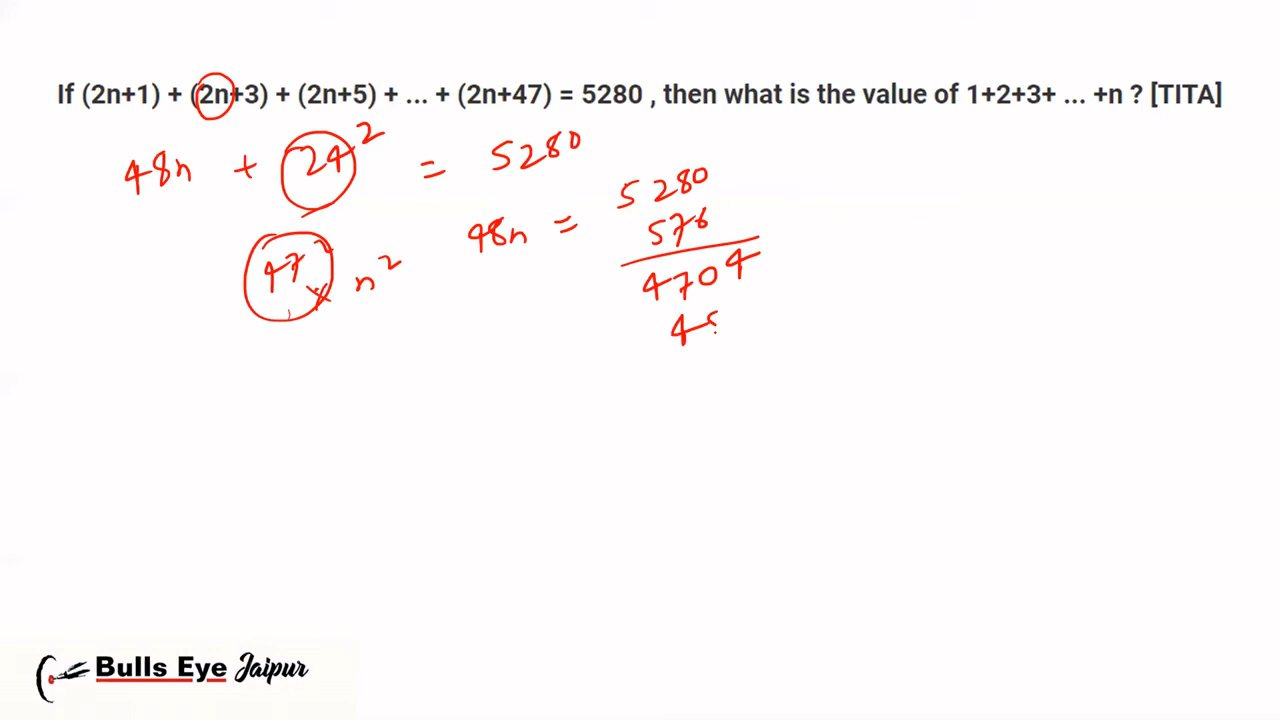 If (2n+1) + (2n+3) + (2n+5) + ... + (2n+47) = 5280 , then what is the value of 1+2+3+ ... +n ? [TITA]
48n + 24² = 5280
48n = 5280
576
4704
47² n²
Bulls Eye Jaipur